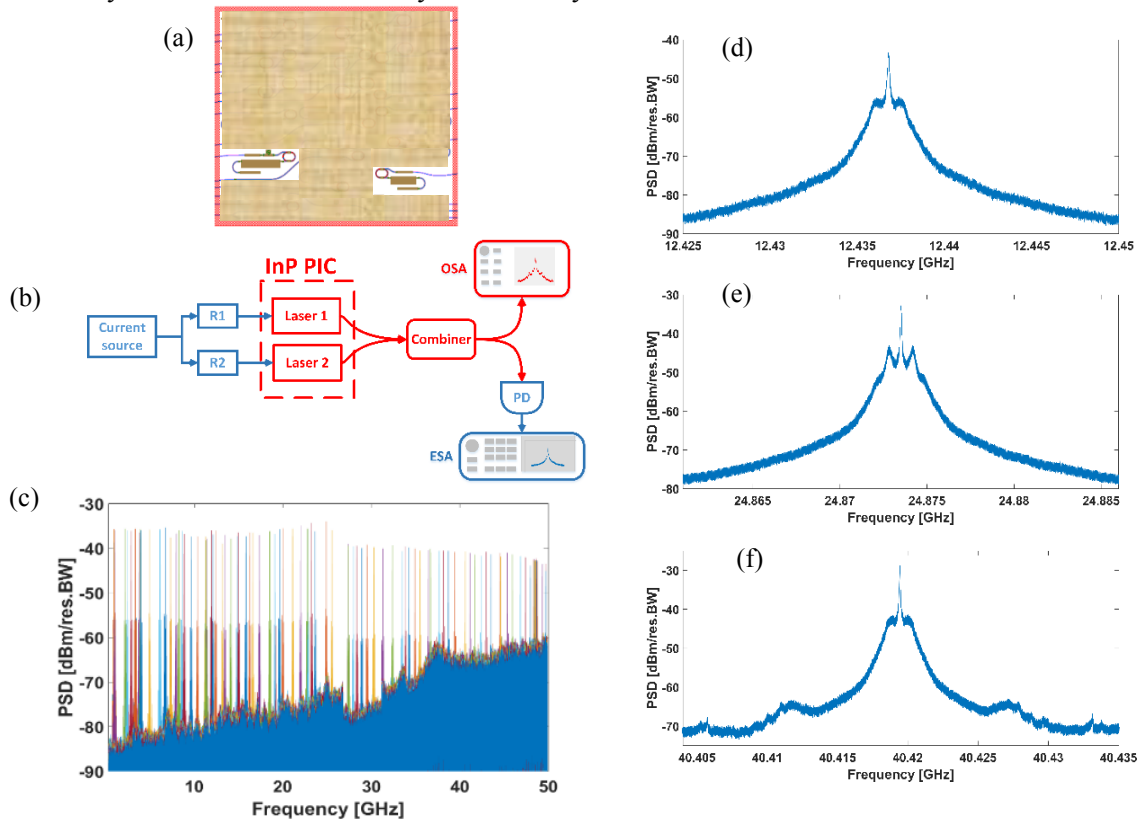 (a)
(b)
InP PIC
Current
source
R1
R2
Laser 1
Laser 2
Combiner
OSA
PD
ESA
(c)
-30
-40
-50
-60
-70
-80
-90
PSD [dBm/res.BW]
10
20
30
40
50
Frequency [GHz]
(d)
-40
-50
-60
-70
-80
-90
PSD [dBm/res.BW]
12.425
12.43
12.435
12.44
12.445
12.45
Frequency [GHz]
(e)
-30
-40
-50
-60
-70
-80
PSD [dBm/res.BW]
24.865
24.87
24.875
24.88
24.885
Frequency [GHz]
(f)
-30
-40
-50
-60
-70
PSD [dBm/res.BW]
40.405
40.41
40.415
40.42
40.425
40.43
40.435
Frequency [GHz]